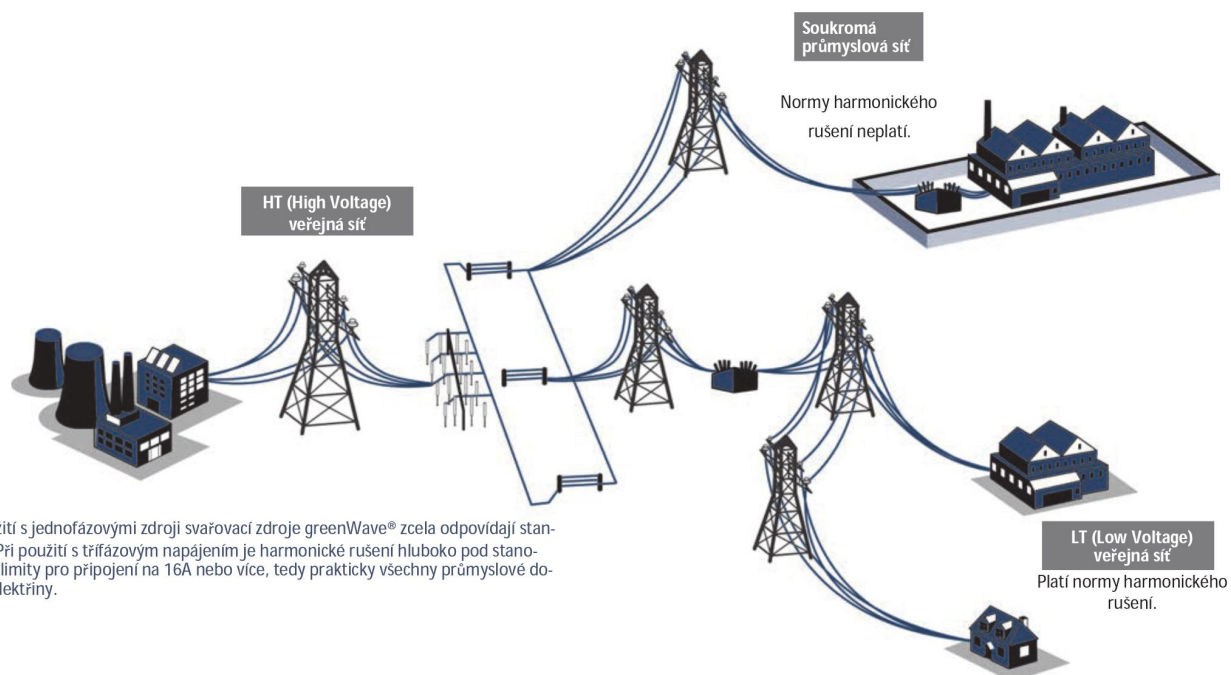 Soukromá
průmyslová síť
Normy harmonického
rušení neplatí.
HT (High Voltage)
veřejná síť
žití s jednofázovými zdroji svařovací zdroje greenWave® zcela odpovídají stan-
Při použití s třífázovým napájením je harmonické rušení hluboko pod stano-
limity pro připojení na 16A nebo více, tedy prakticky všechny průmyslové do-
lektřiny.
LT (Low Voltage)
veřejná síť
Platí normy harmonického
rušení.